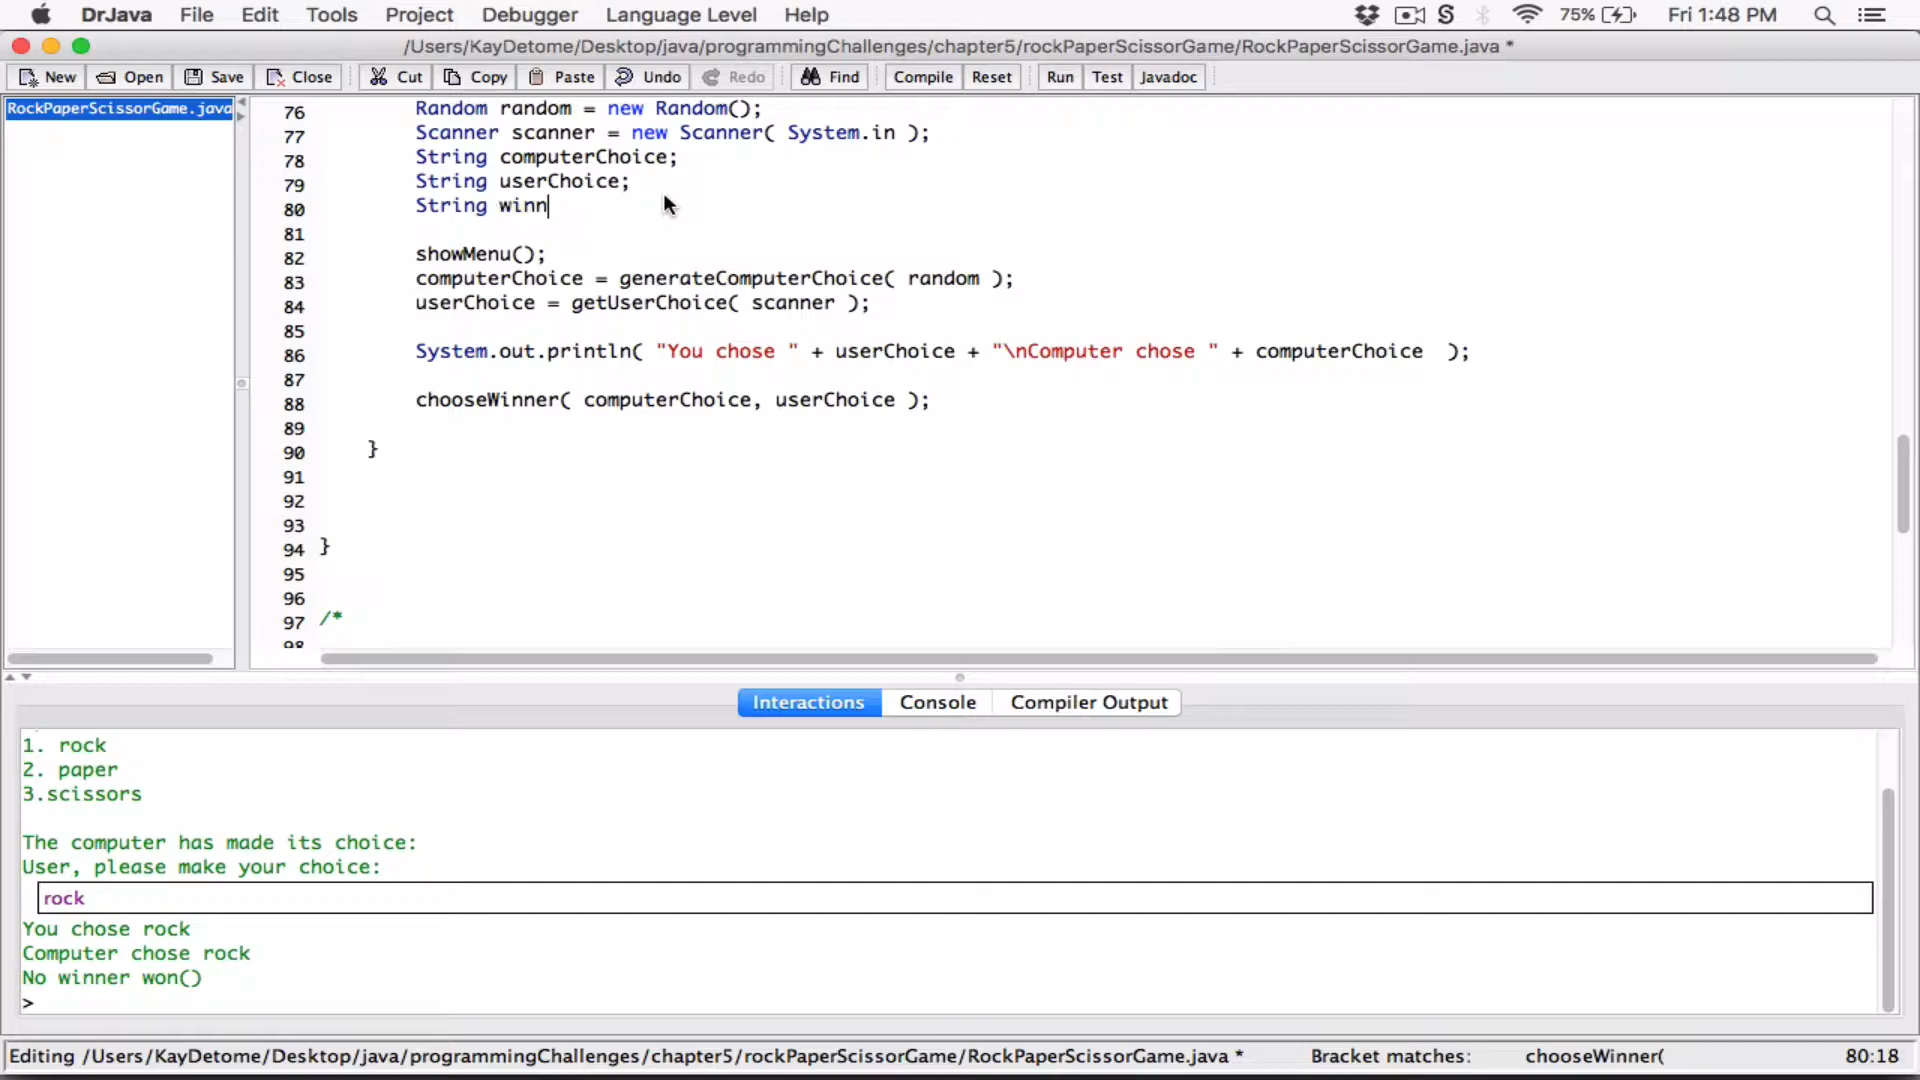 DrJava File Edit Tools Project Debugger Language Level Help 75% Fri 1:48 PM
/Users/KayDetome/Desktop/java/programmingChallenges/chapter5/rockPaperScissorGame/RockPaperScissorGame.java *
New Open Save Close Cut Copy Paste Undo Redo Find Compile Reset Run Test Javadoc
RockPaperScissorGame.java
76 Random random = new Random();
77 Scanner scanner = new Scanner( System.in );
78 String computerChoice;
79 String userChoice;
80 String winn
81
82 showMenu();
83 computerChoice = generateComputerChoice( random );
84 userChoice = getUserChoice( scanner );
85
86 System.out.println( "You chose " + userChoice + "\nComputer chose " + computerChoice  );
87
88 chooseWinner( computerChoice, userChoice );
89
90 }
91
92
93
94 }
95
96
97 /*
98
Interactions Console Compiler Output
1. rock
2. paper
3.scissors
The computer has made its choice:
User, please make your choice:
rock
You chose rock
Computer chose rock
No winner won()
>
Editing /Users/KayDetome/Desktop/java/programmingChallenges/chapter5/rockPaperScissorGame/RockPaperScissorGame.java * Bracket matches: chooseWinner( 80:18